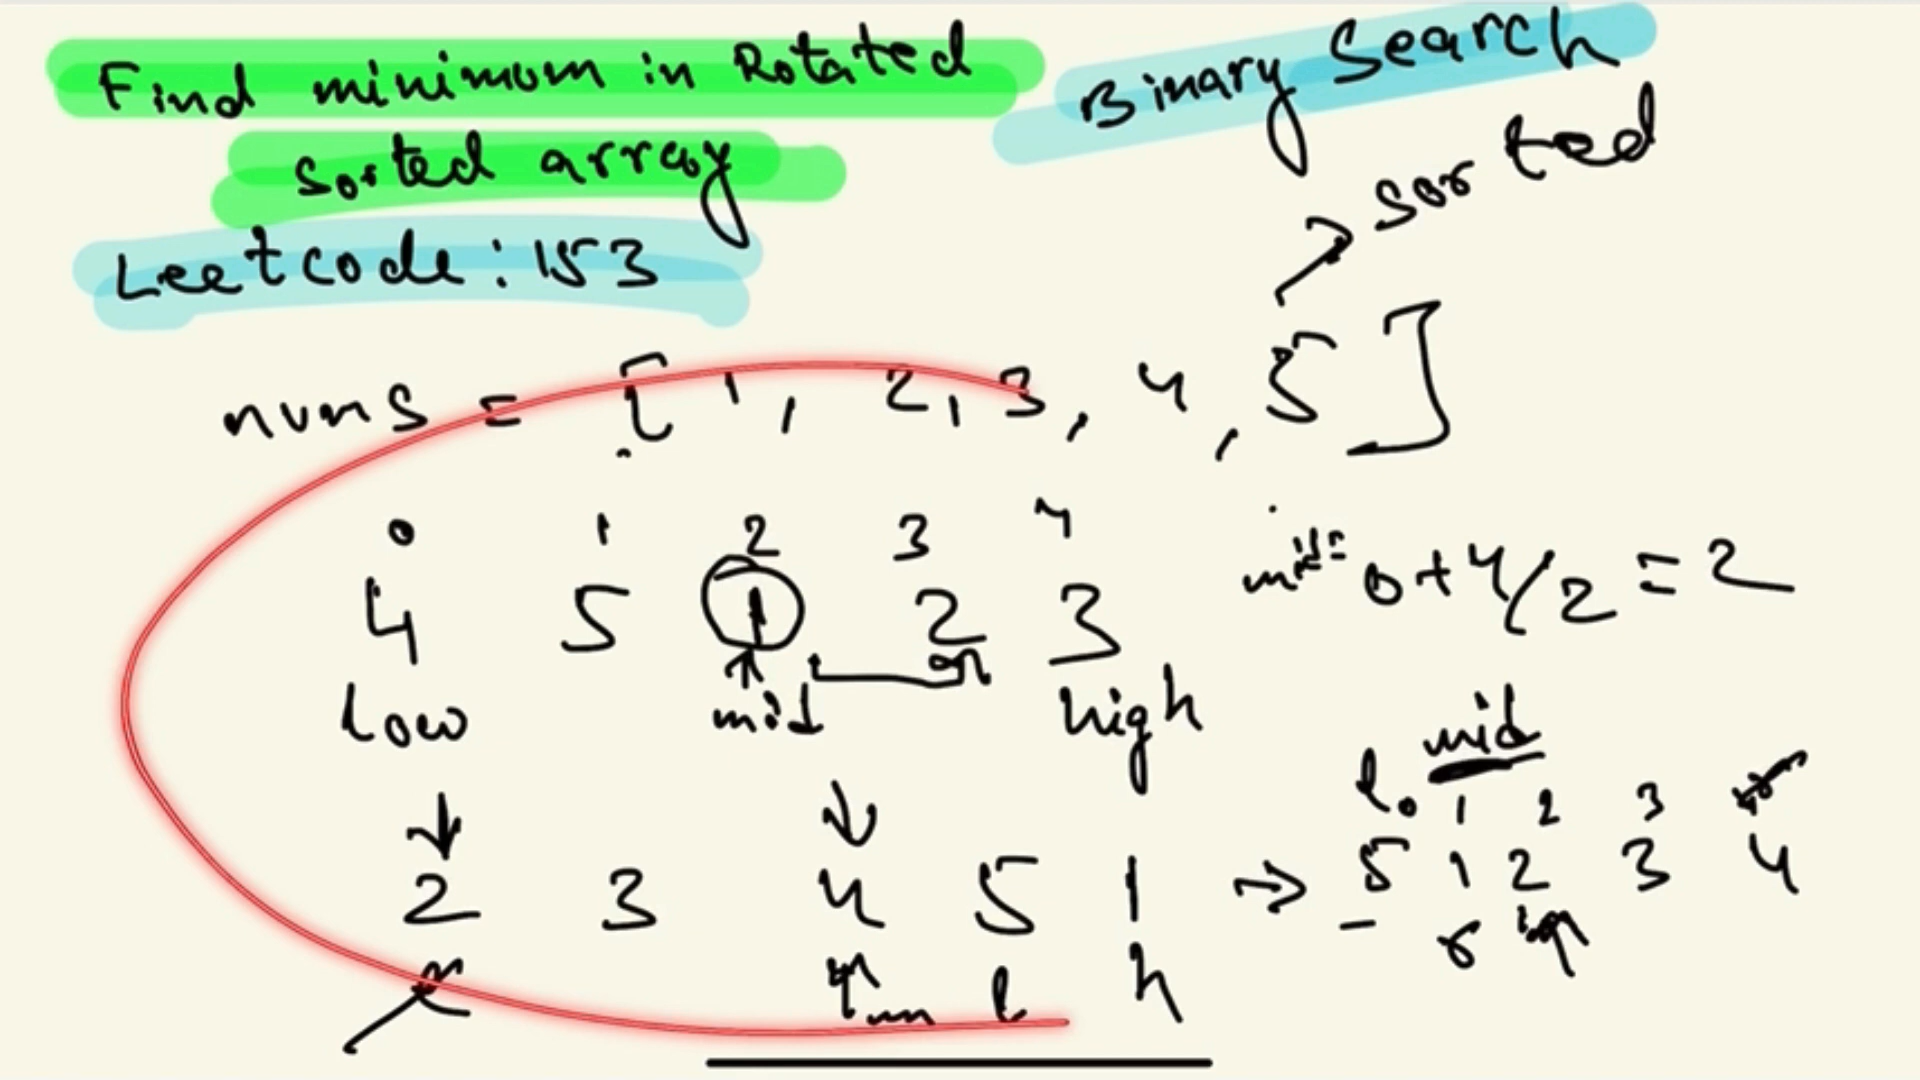 Find minimum in Rotated
sorted array
Leetcode: 153
Binary Search
sorted
nums = [ 1, 2, 3, 4, 5 ]
0 1 2 3 4
4 5 1 2 3
low mid high
mid = 0 + 4/2 = 2
mid
l 0 1 2 3
2 3 4 5 1
5 1 2 3 4
l h
r